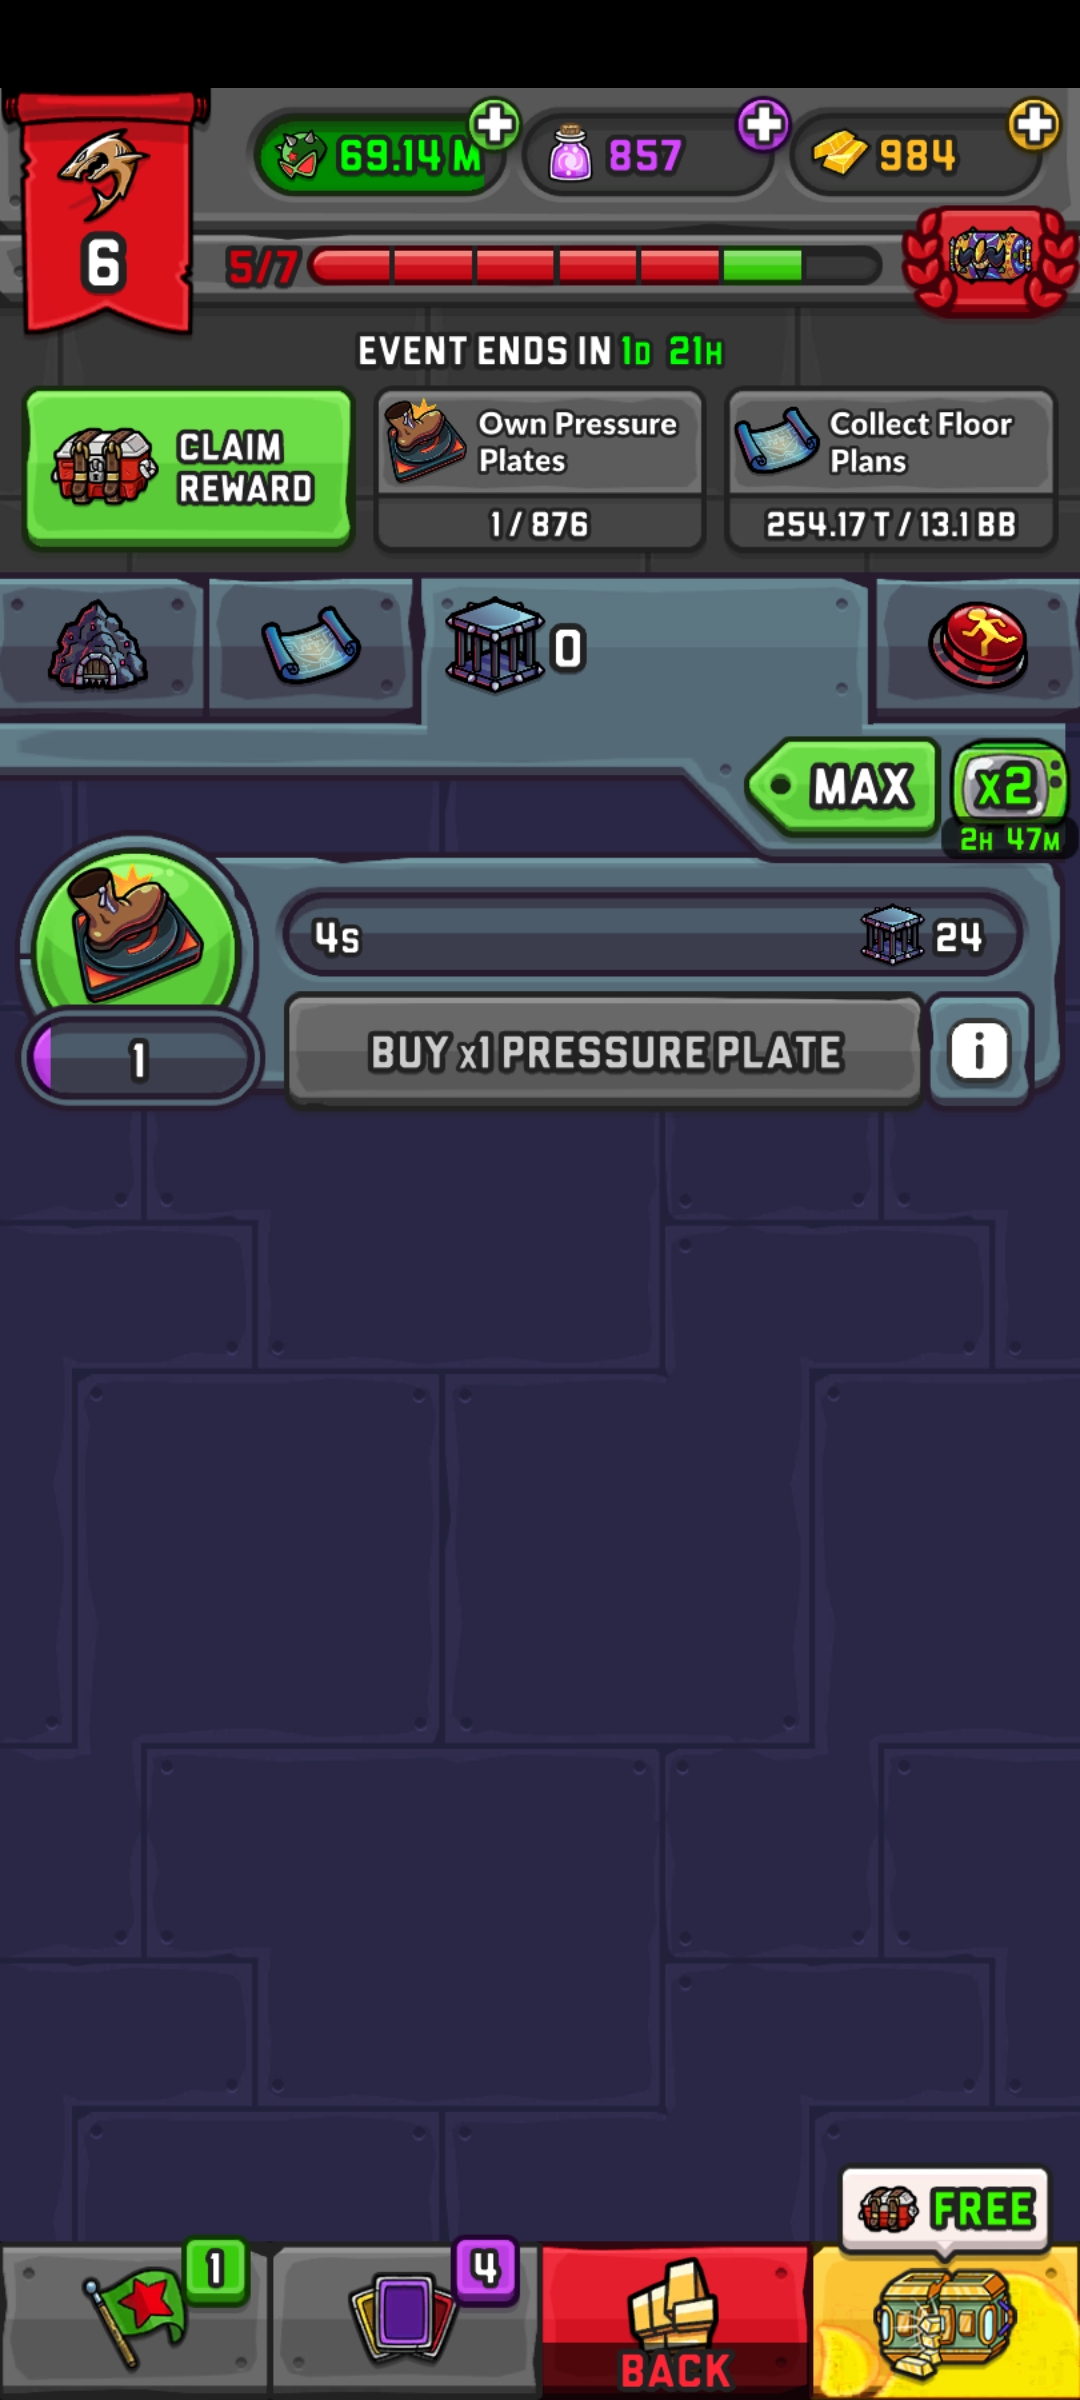 69.14 M
857
984
6
5/7
EVENT ENDS IN 1D 21H
CLAIM
REWARD
Own Pressure
Plates
1 / 876
Collect Floor
Plans
254.17 T / 13.1 BB
0
MAX
x2
2H 47M
4s
24
1
BUY x1 PRESSURE PLATE
i
FREE
1
4
BACK